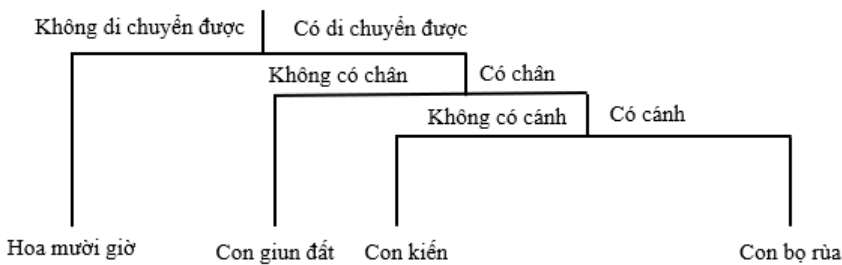 Không di chuyển được
Có di chuyển được
Không có chân
Có chân
Không có cánh
Có cánh
Hoa mười giờ
Con giun đất
Con kiến
Con bọ rùa